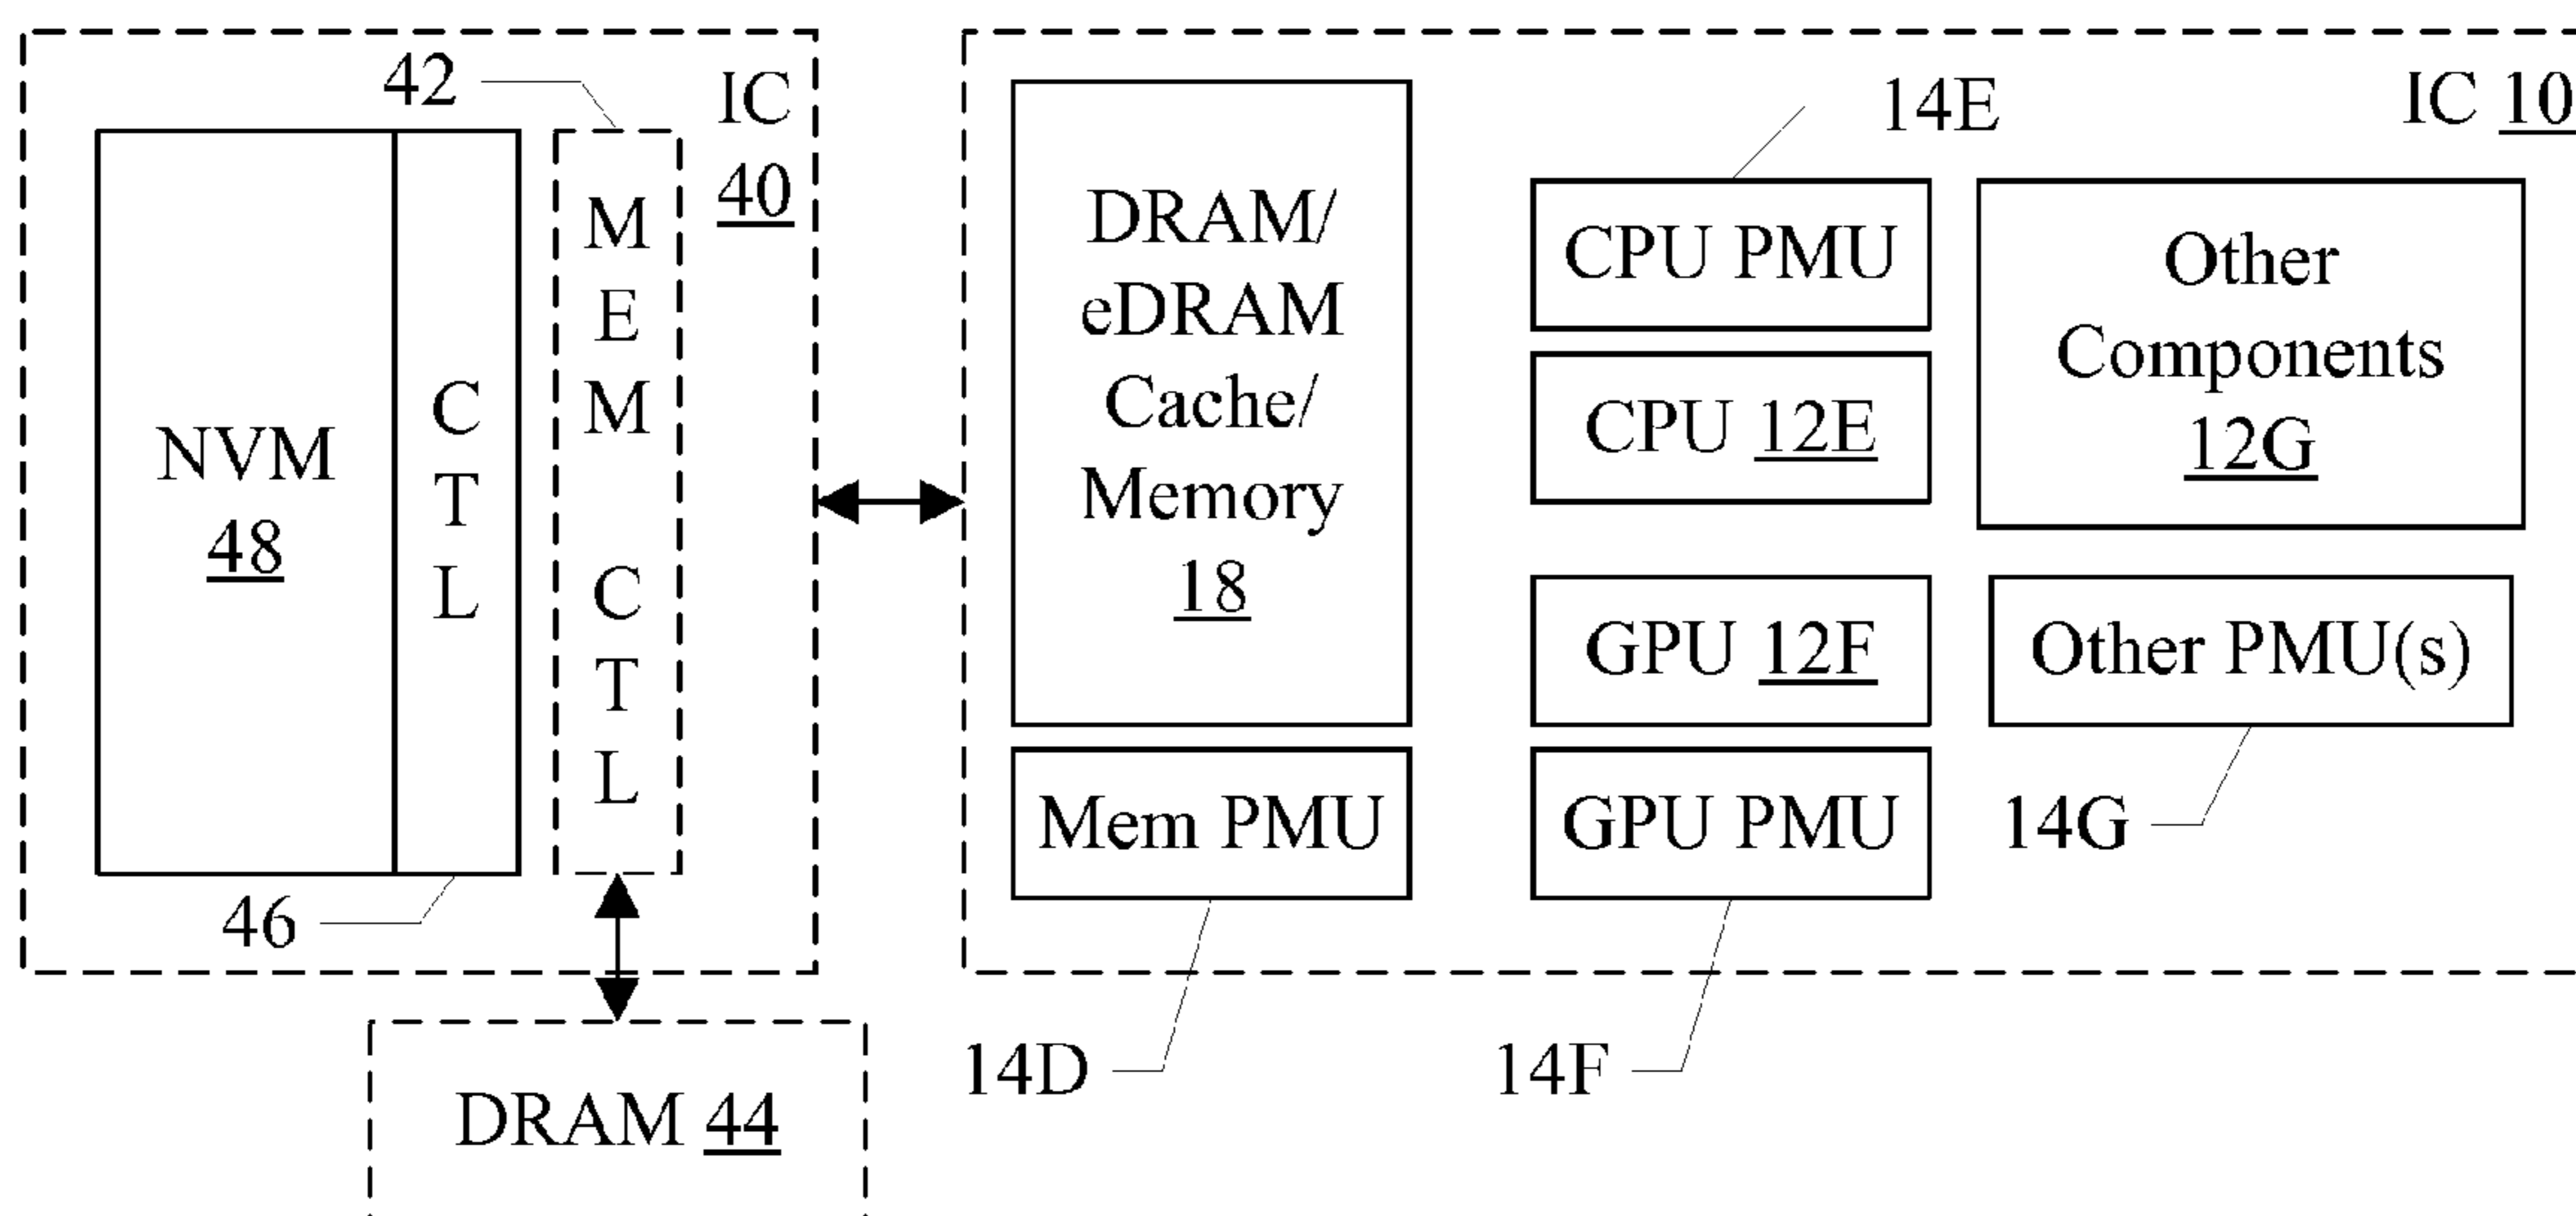 42
IC
40
NVM
48
C
T
L
M
E
M
C
T
L
46
DRAM 44
IC 10
DRAM/
eDRAM
Cache/
Memory
18
Mem PMU
14D
14E
CPU PMU
CPU 12E
GPU 12F
GPU PMU
14F
Other
Components
12G
Other PMU(s)
14G